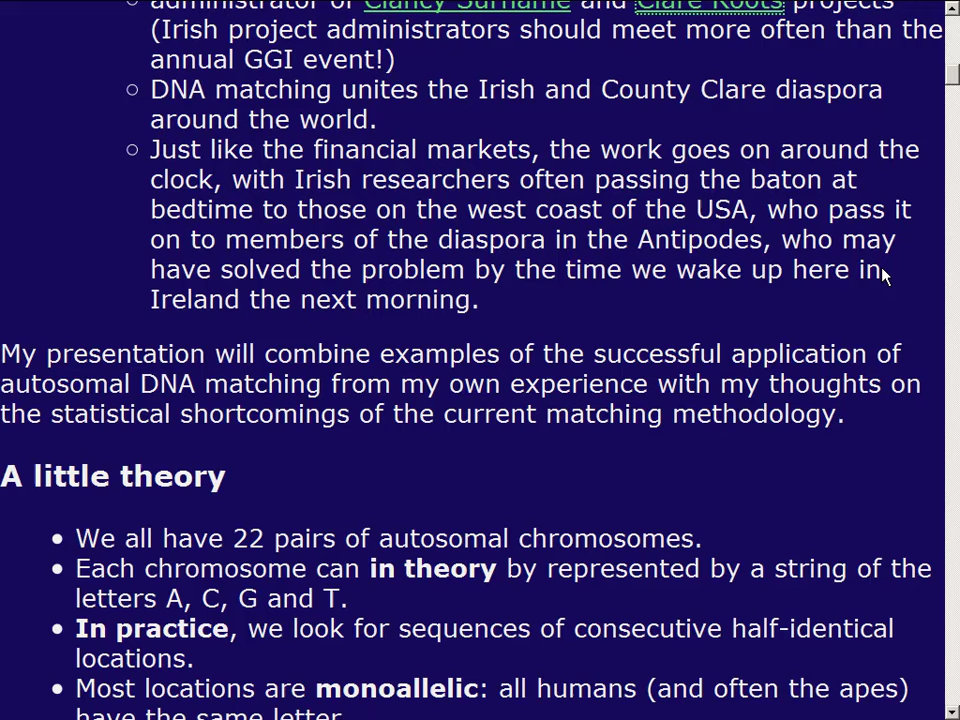 administrator of Clancy Surname and Clare Roots projects
(Irish project administrators should meet more often than the
annual GGI event!)
DNA matching unites the Irish and County Clare diaspora
around the world.
Just like the financial markets, the work goes on around the
clock, with Irish researchers often passing the baton at
bedtime to those on the west coast of the USA, who pass it
on to members of the diaspora in the Antipodes, who may
have solved the problem by the time we wake up here in
Ireland the next morning.
My presentation will combine examples of the successful application of
autosomal DNA matching from my own experience with my thoughts on
the statistical shortcomings of the current matching methodology.
A little theory
We all have 22 pairs of autosomal chromosomes.
Each chromosome can in theory by represented by a string of the
letters A, C, G and T.
In practice, we look for sequences of consecutive half-identical
locations.
Most locations are monoallelic: all humans (and often the apes)
have the same letter